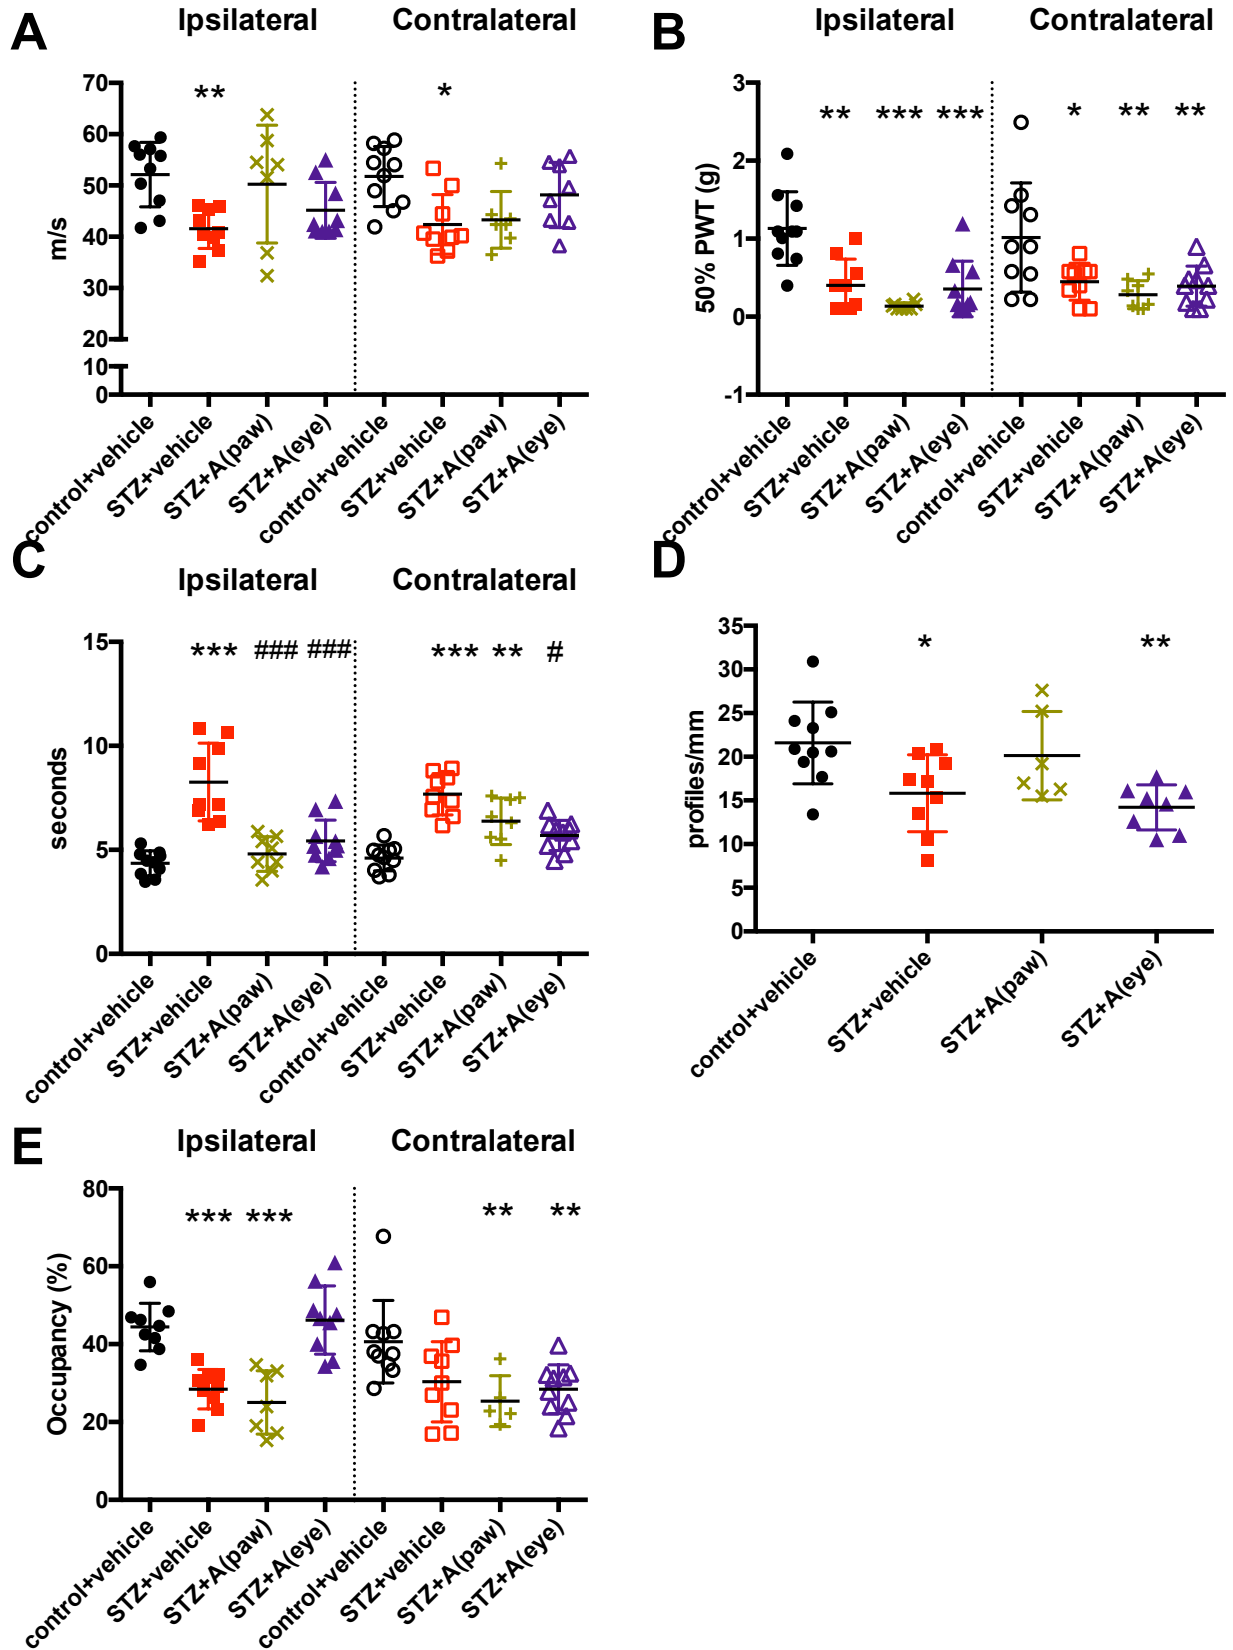 A
Ipsilateral
Contralateral
m/s
70
60
50
40
30
20
10
0
**
*
control+vehicle
STZ+vehicle
STZ+A(paw)
STZ+A(eye)
control+vehicle
STZ+vehicle
STZ+A(paw)
STZ+A(eye)
B
Ipsilateral
Contralateral
50% PWT (g)
3
2
1
0
-1
**
***
***
*
**
**
control+vehicle
STZ+vehicle
STZ+A(paw)
STZ+A(eye)
control+vehicle
STZ+vehicle
STZ+A(paw)
STZ+A(eye)
C
Ipsilateral
Contralateral
seconds
15
10
5
0
***
###
###
***
**
#
control+vehicle
STZ+vehicle
STZ+A(paw)
STZ+A(eye)
control+vehicle
STZ+vehicle
STZ+A(paw)
STZ+A(eye)
D
profiles/mm
35
30
25
20
15
10
5
0
*
**
control+vehicle
STZ+vehicle
STZ+A(paw)
STZ+A(eye)
E
Ipsilateral
Contralateral
Occupancy (%)
80
60
40
20
0
***
***
**
**
control+vehicle
STZ+vehicle
STZ+A(paw)
STZ+A(eye)
control+vehicle
STZ+vehicle
STZ+A(paw)
STZ+A(eye)